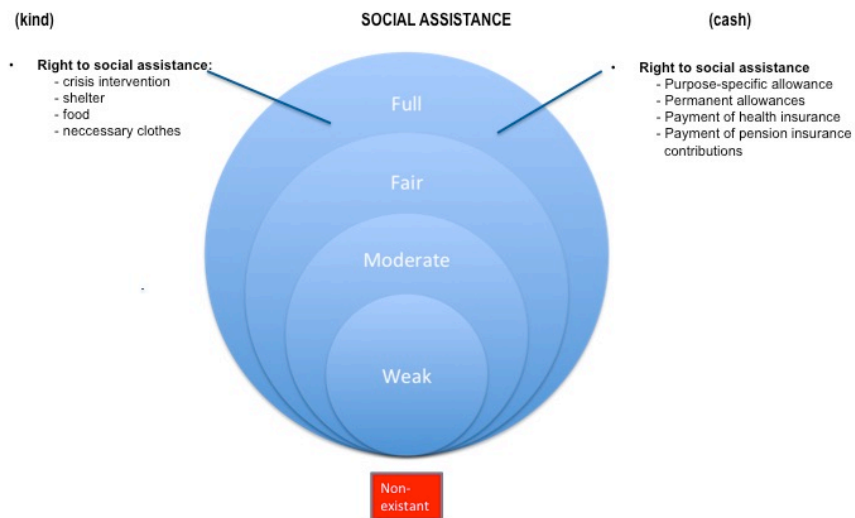 (kind)
SOCIAL ASSISTANCE
(cash)
• Right to social assistance:
- crisis intervention
- shelter
- food
- neccessary clothes
• Right to social assistance
- Purpose-specific allowance
- Permanent allowances
- Payment of health insurance
- Payment of pension insurance
contributions
Full
Fair
Moderate
Weak
Non-
existant